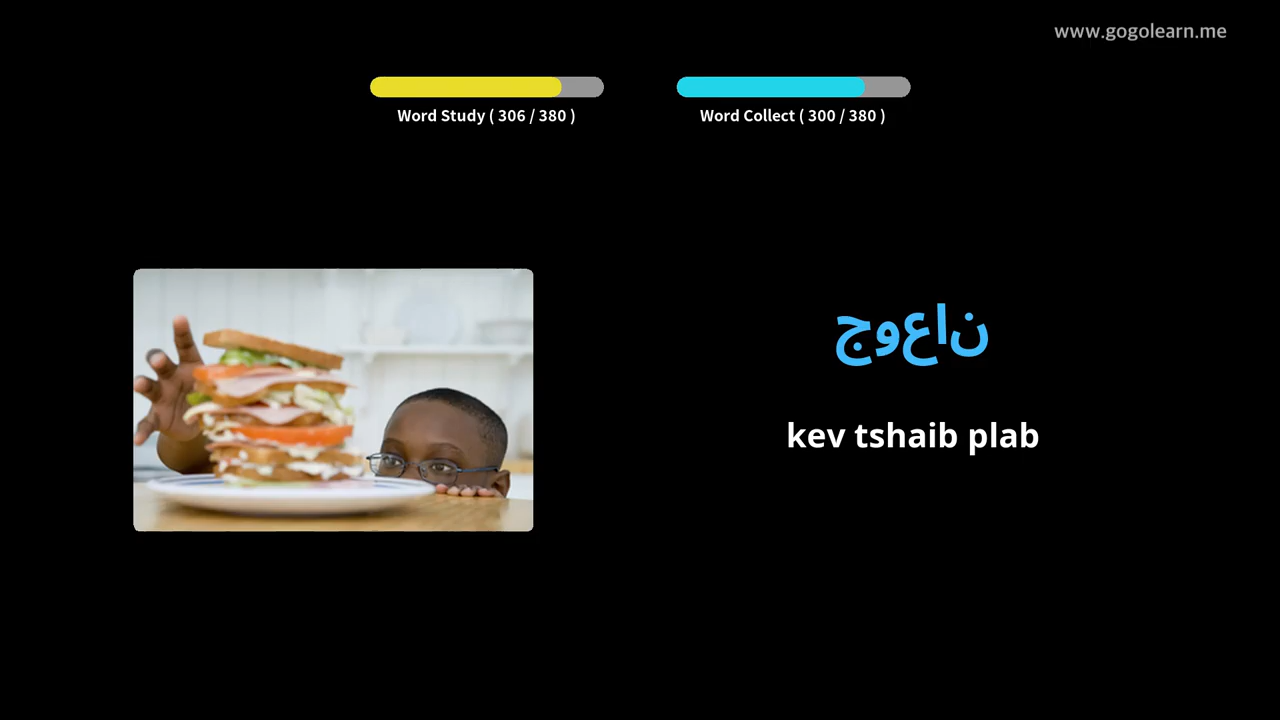 www.gogolearn.me
Word Study ( 306 / 380 )
Word Collect ( 300 / 380 )
جوعان
kev tshaib plab